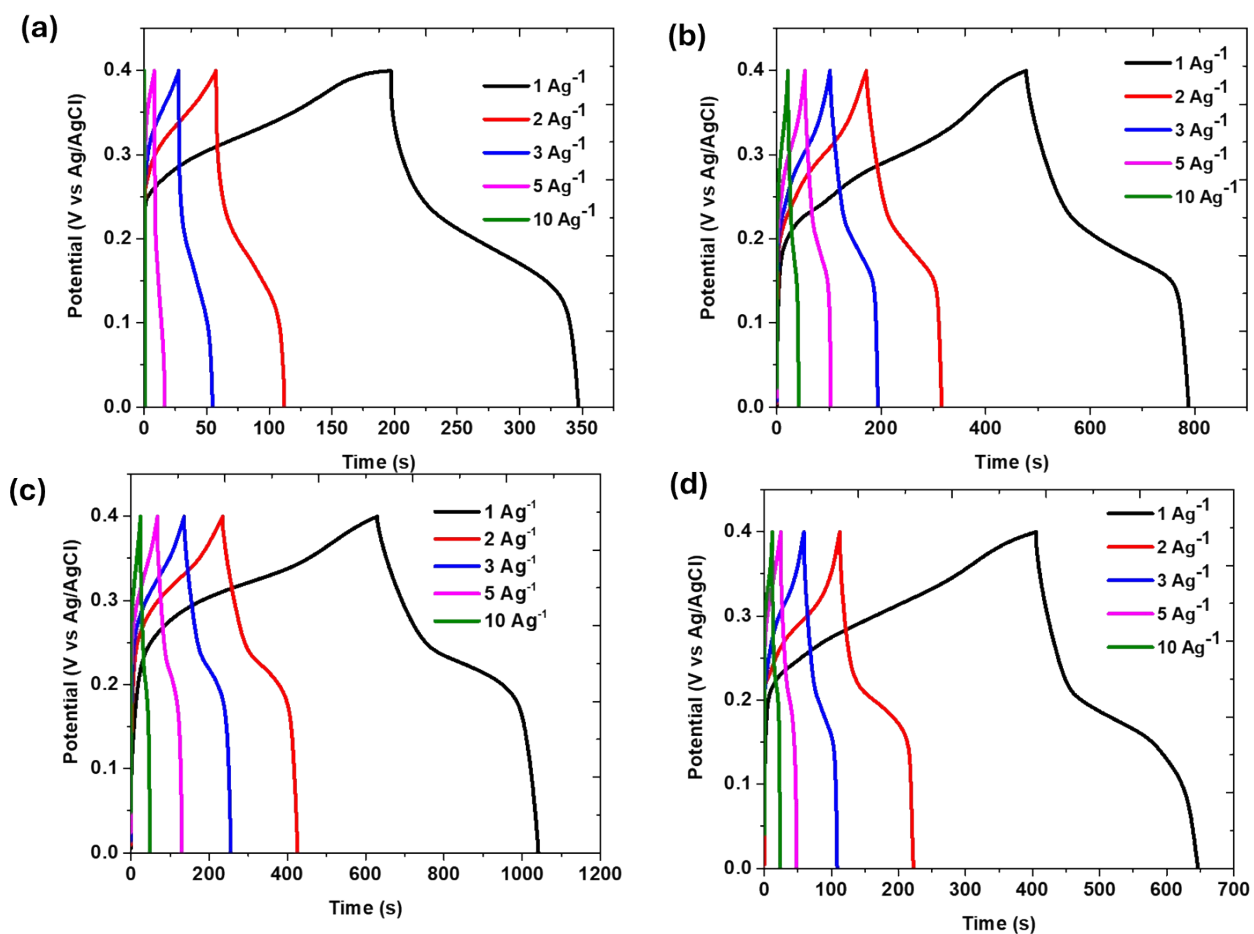 (a)
Potential (V vs Ag/AgCl)
0.4
0.3
0.2
0.1
0.0
1 Ag⁻¹
2 Ag⁻¹
3 Ag⁻¹
5 Ag⁻¹
10 Ag⁻¹
0 50 100 150 200 250 300 350
Time (s)
(b)
Potential (V vs Ag/AgCl)
0.4
0.3
0.2
0.1
0.0
1 Ag⁻¹
2 Ag⁻¹
3 Ag⁻¹
5 Ag⁻¹
10 Ag⁻¹
0 200 400 600 800
Time (s)
(c)
Potential (V vs Ag/AgCl)
0.4
0.3
0.2
0.1
0.0
1 Ag⁻¹
2 Ag⁻¹
3 Ag⁻¹
5 Ag⁻¹
10 Ag⁻¹
0 200 400 600 800 1000 1200
Time (s)
(d)
Potential (V vs Ag/AgCl)
0.4
0.3
0.2
0.1
0.0
1 Ag⁻¹
2 Ag⁻¹
3 Ag⁻¹
5 Ag⁻¹
10 Ag⁻¹
0 100 200 300 400 500 600 700
Time (s)